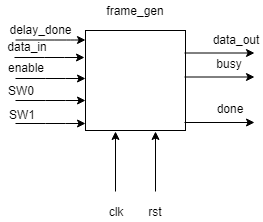 frame_gen
delay_done
data_in
enable
SW0
SW1
data_out
busy
done
clk
rst